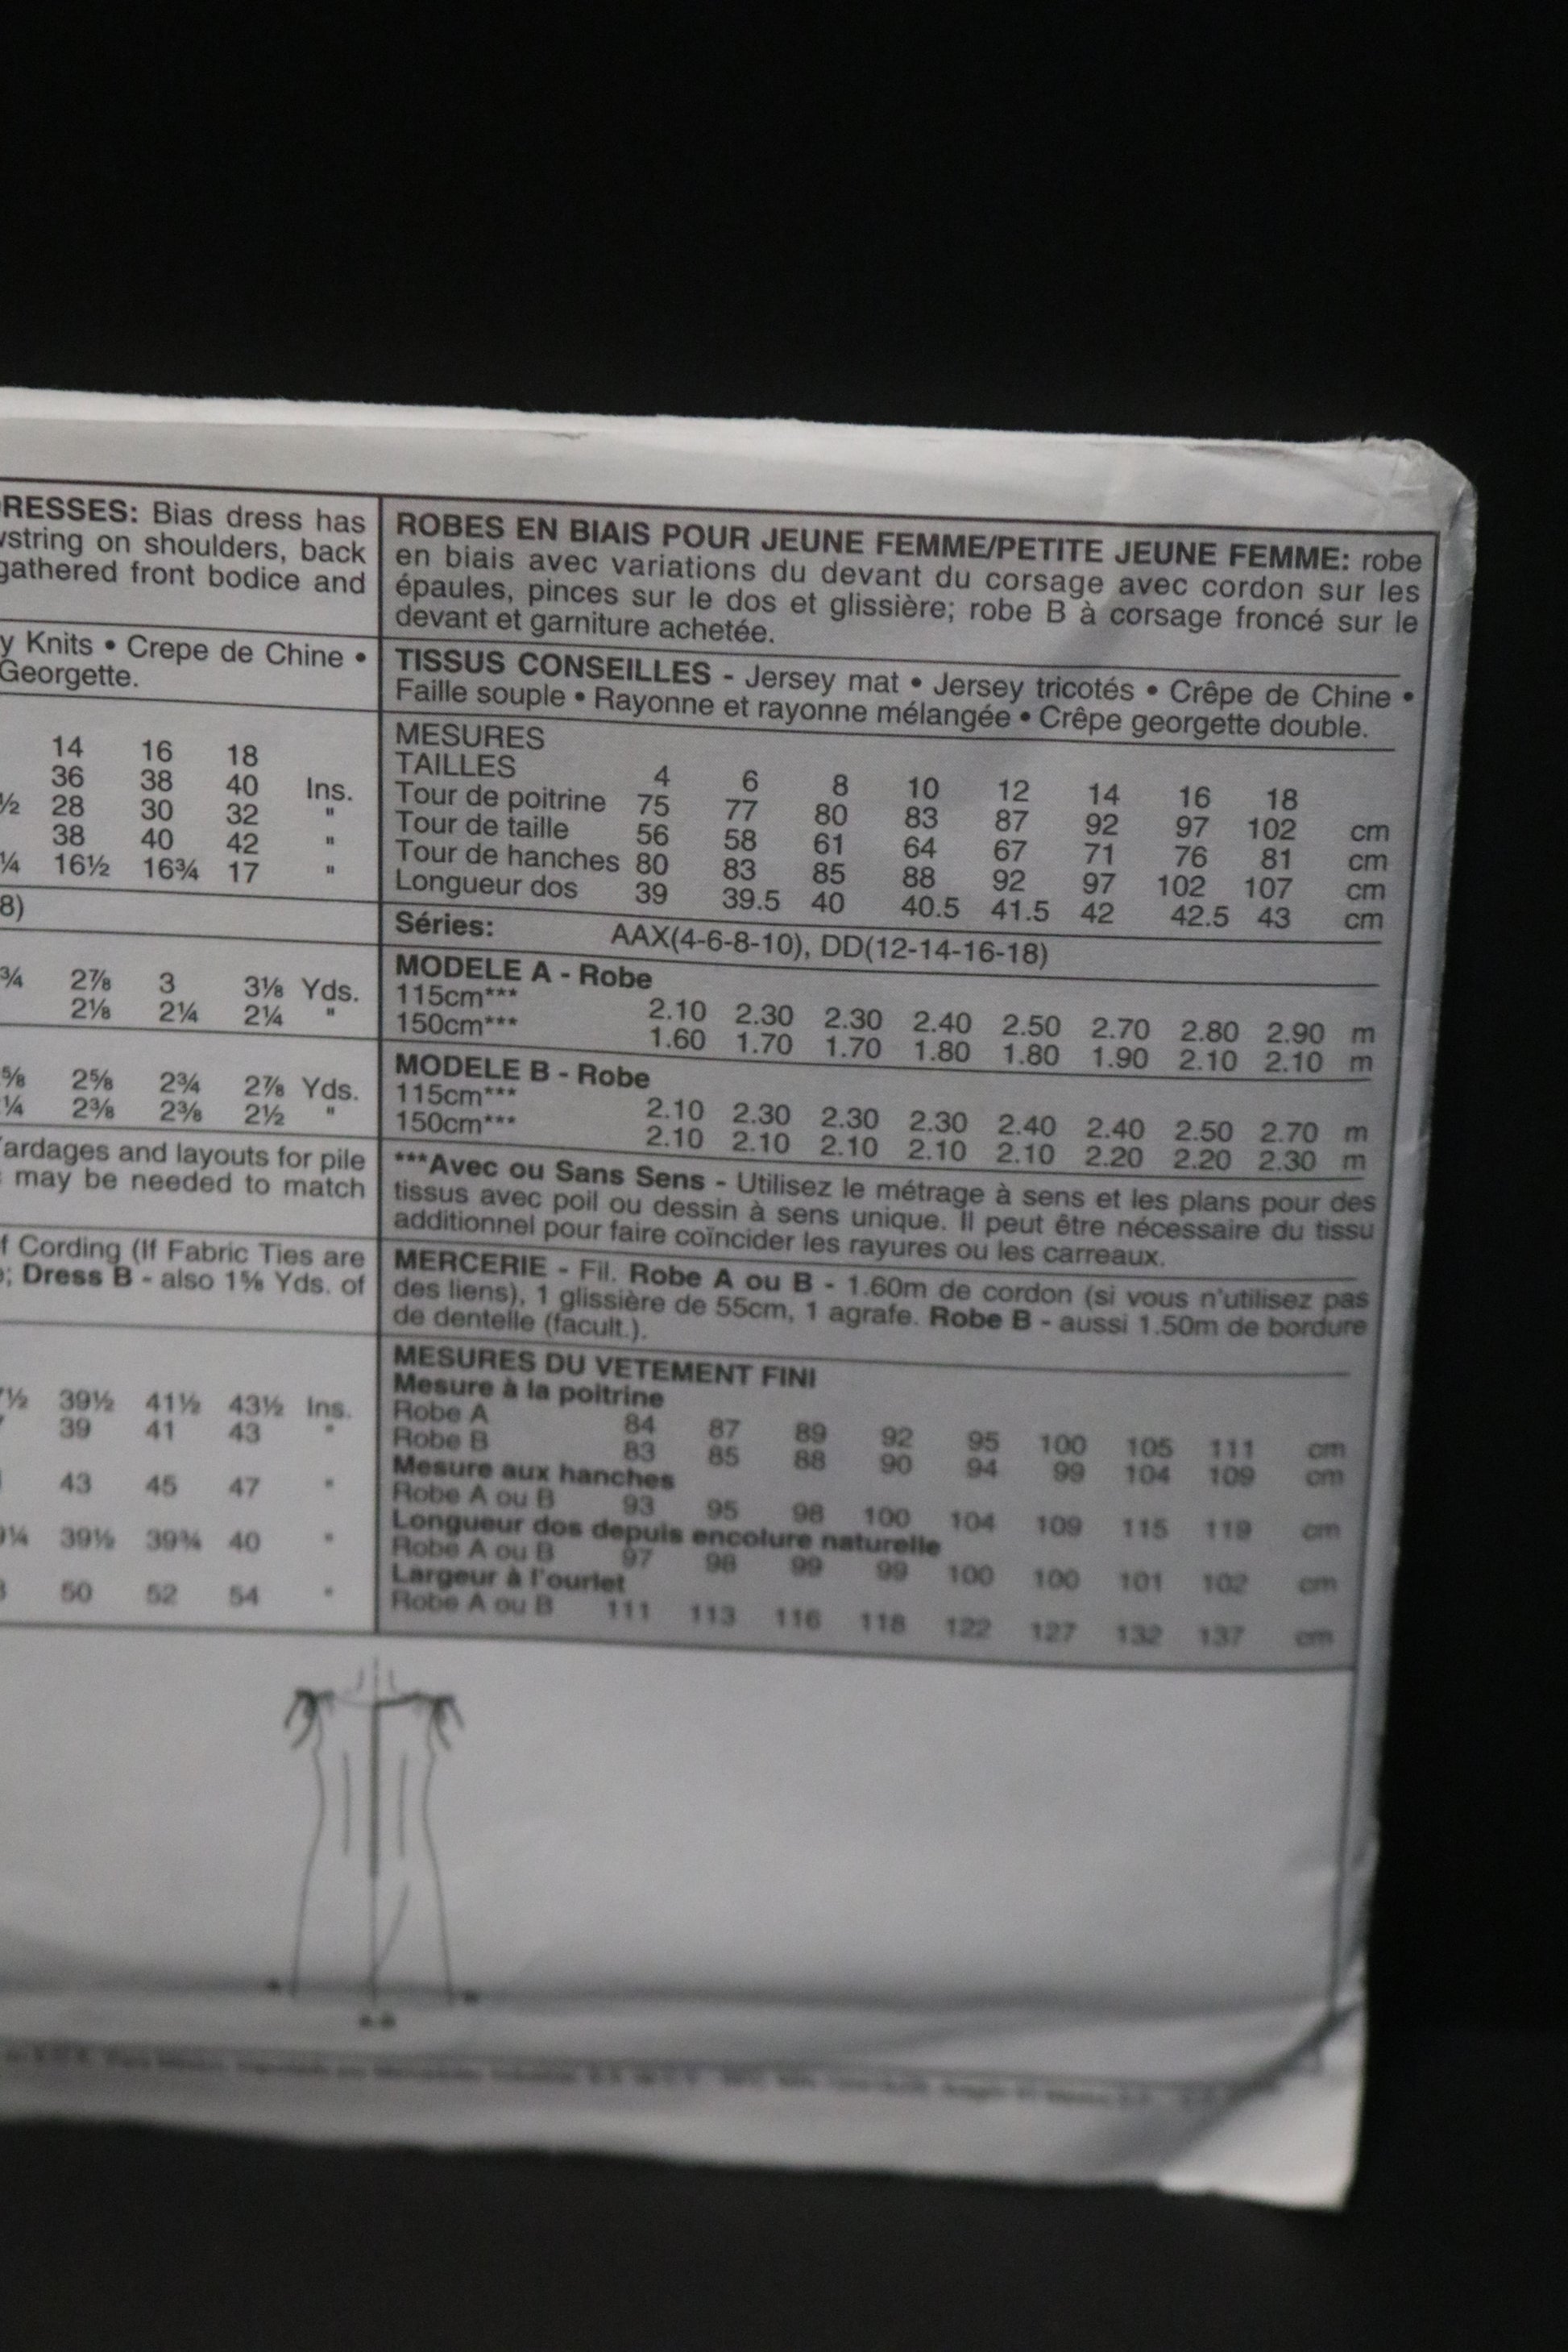 RESSES: Bias dress has
string on shoulders, back
gathered front bodice and
y Knits • Crepe de Chine •
Georgette.
14 16 18
36 38 40 Ins.
½ 28 30 32 "
38 40 42 "
¼ 16½ 16¾ 17 "
8)
¾ 2⅞ 3 3⅛ Yds.
2⅛ 2¼ 2¼ "
⅝ 2⅝ 2¾ 2⅞ Yds.
¼ 2⅜ 2⅜ 2½ "
ardages and layouts for pile
may be needed to match
f Cording (If Fabric Ties are
; Dress B - also 1⅝ Yds. of
½ 39½ 41½ 43½ Ins.
39 41 43 "
43 45 47 "
¼ 39½ 39¾ 40 "
50 52 54 "
ROBES EN BIAIS POUR JEUNE FEMME/PETITE JEUNE FEMME: robe
en biais avec variations du devant du corsage avec cordon sur les
épaules, pinces sur le dos et glissière; robe B à corsage froncé sur le
devant et garniture achetée.
TISSUS CONSEILLES - Jersey mat • Jersey tricotés • Crêpe de Chine •
Faille souple • Rayonne et rayonne mélangée • Crêpe georgette double.
MESURES
TAILLES 4 6 8 10 12 14 16 18
Tour de poitrine 75 77 80 83 87 92 97 102 cm
Tour de taille 56 58 61 64 67 71 76 81 cm
Tour de hanches 80 83 85 88 92 97 102 107 cm
Longueur dos 39 39.5 40 40.5 41.5 42 42.5 43 cm
Séries: AAX(4-6-8-10), DD(12-14-16-18)
MODELE A - Robe
115cm*** 2.10 2.30 2.30 2.40 2.50 2.70 2.80 2.90 m
150cm*** 1.60 1.70 1.70 1.80 1.80 1.90 2.10 2.10 m
MODELE B - Robe
115cm*** 2.10 2.30 2.30 2.30 2.40 2.40 2.50 2.70 m
150cm*** 2.10 2.10 2.10 2.10 2.10 2.20 2.20 2.30 m
***Avec ou Sans Sens - Utilisez le métrage à sens et les plans pour des
tissus avec poil ou dessin à sens unique. Il peut être nécessaire du tissu
additionnel pour faire coïncider les rayures ou les carreaux.
MERCERIE - Fil. Robe A ou B - 1.60m de cordon (si vous n'utilisez pas
des liens), 1 glissière de 55cm, 1 agrafe. Robe B - aussi 1.50m de bordure
de dentelle (facult.).
MESURES DU VETEMENT FINI
Mesure à la poitrine
Robe A 84 87 89 92 95 100 105 111 cm
Robe B 83 85 88 90 94 99 104 109 cm
Mesure aux hanches
Robe A ou B 93 95 98 100 104 109 115 119 cm
Longueur dos depuis encolure naturelle
Robe A ou B 97 98 99 99 100 100 101 102 cm
Largeur à l'ourlet
Robe A ou B 111 113 116 118 122 127 132 137 cm